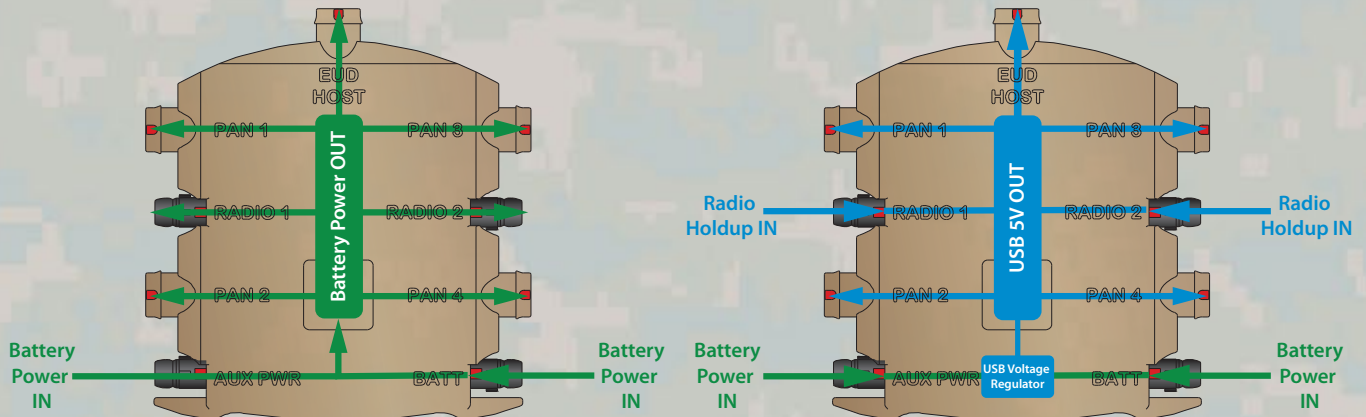 EUD
HOST
PAN 1
PAN 3
Battery Power OUT
RADIO 1
RADIO 2
PAN 2
PAN 4
Battery
Power
IN
AUX PWR
BATT
Battery
Power
IN
EUD
HOST
PAN 1
PAN 3
USB 5V OUT
Radio
Holdup IN
RADIO 1
RADIO 2
Radio
Holdup IN
PAN 2
PAN 4
Battery
Power
IN
AUX PWR
USB Voltage
Regulator
BATT
Battery
Power
IN